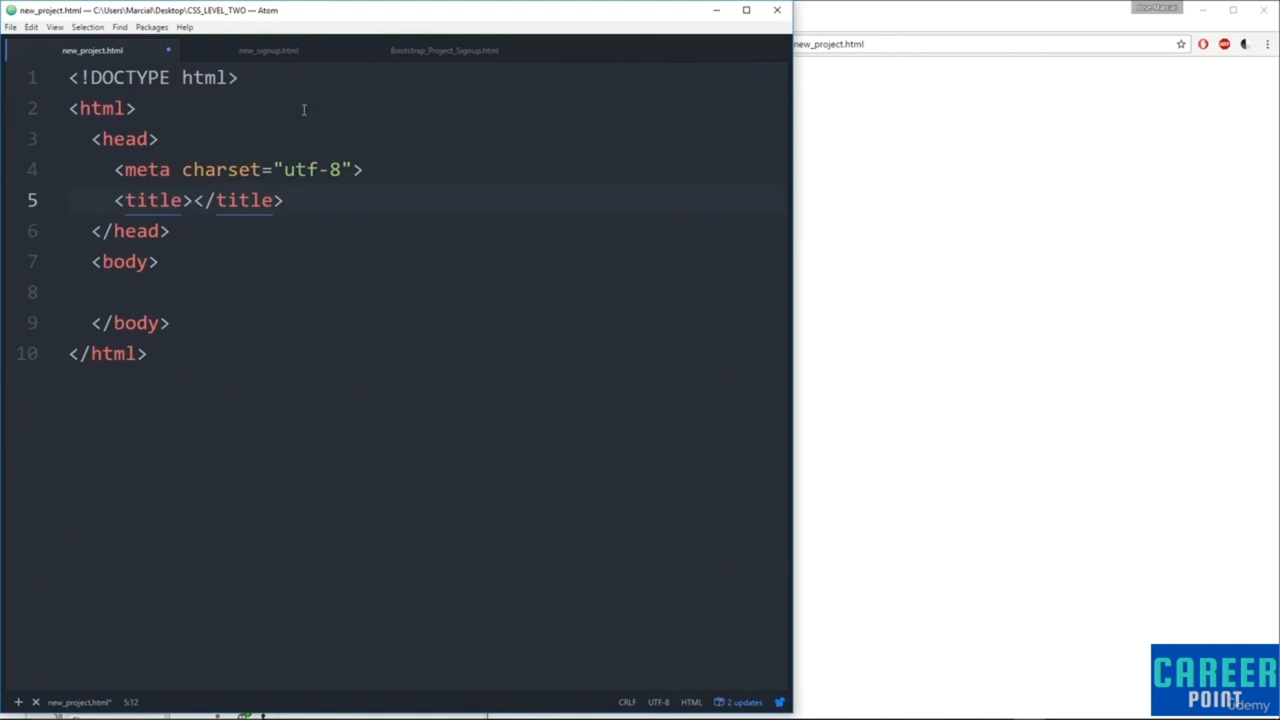 new_project.html — C:\Users\Marcial\Desktop\CSS_LEVEL_TWO — Atom
Jose Marcial
File Edit View Selection Find Packages Help
new_project.html new_signup.html Bootstrap_Project_Signup.html
new_project.html
1 <!DOCTYPE html>
2 <html>
3 <head>
4 <meta charset="utf-8">
5 <title></title>
6 </head>
7 <body>
8
9 </body>
10 </html>
CAREER
POINT
ûdemy
new_project.html* 5:12 CRLF UTF-8 HTML 2 updates